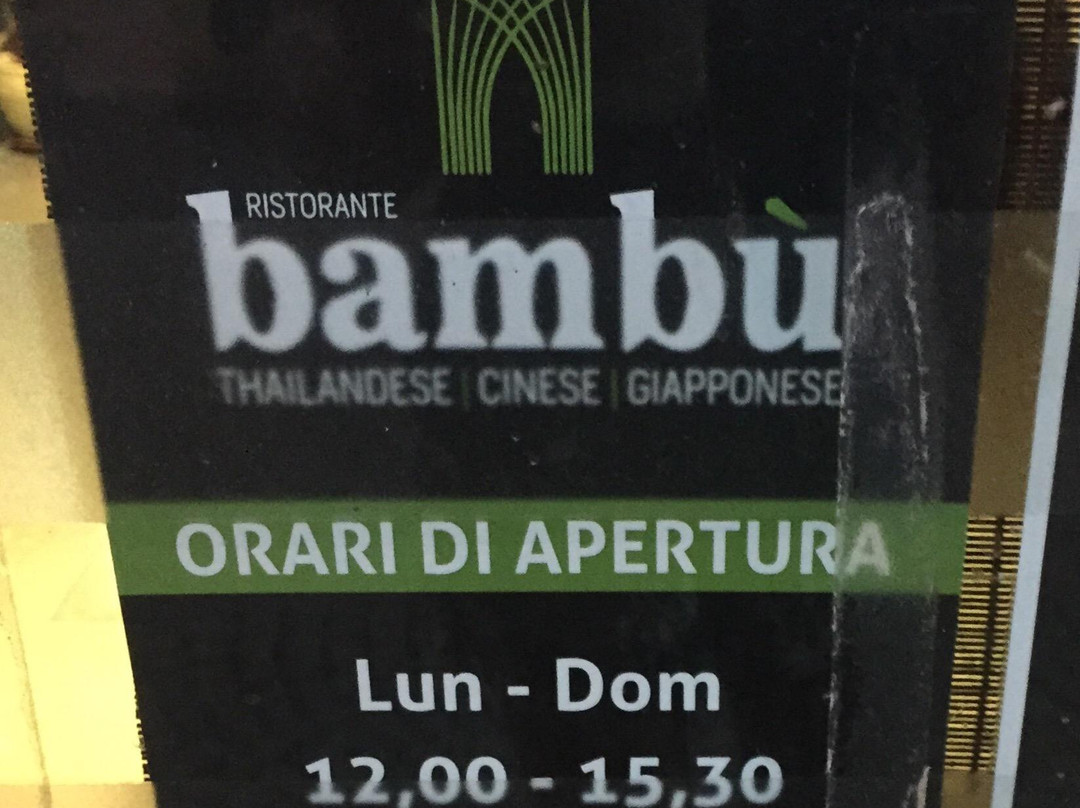 RISTORANTE
bambù
THAILANDESE | CINESE | GIAPPONESE
ORARI DI APERTURA
Lun - Dom
12,00 - 15,30